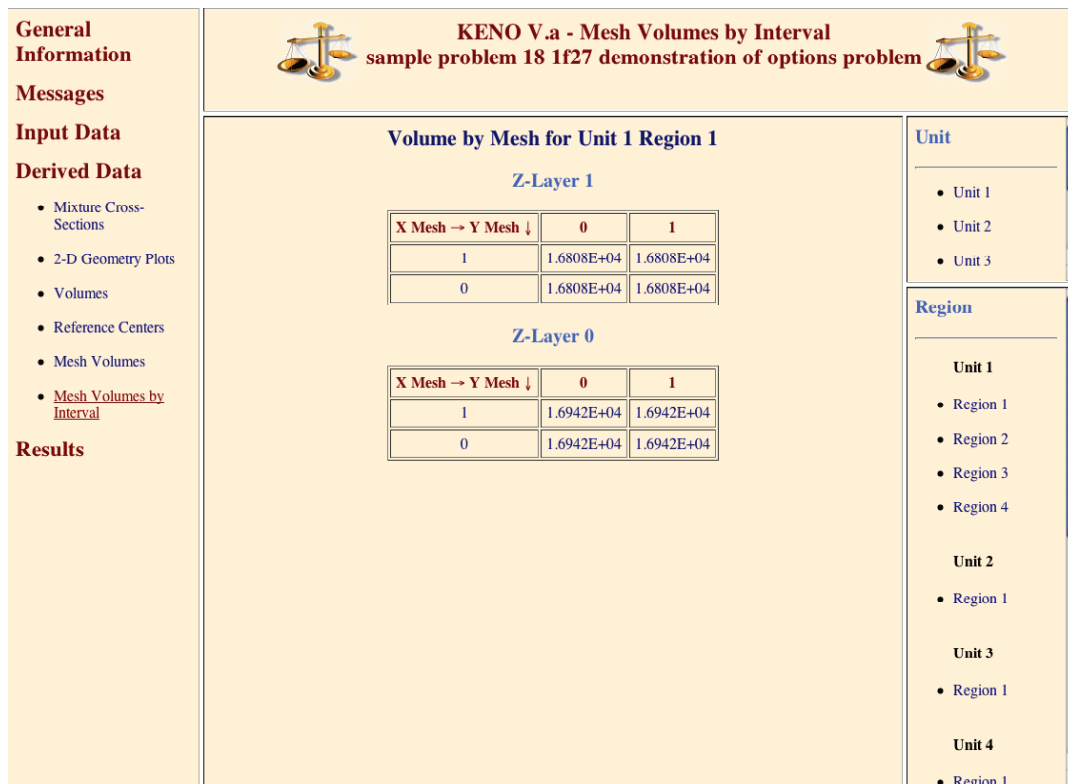 General
Information
Messages
Input Data
Derived Data
• Mixture Cross-
Sections
• 2-D Geometry Plots
• Volumes
• Reference Centers
• Mesh Volumes
• Mesh Volumes by
Interval
Results
KENO V.a - Mesh Volumes by Interval
sample problem 18 1f27 demonstration of options problem
Volume by Mesh for Unit 1 Region 1
Z-Layer 1
X Mesh → Y Mesh ↓ 0 1
1 1.6808E+04 1.6808E+04
0 1.6808E+04 1.6808E+04
Z-Layer 0
X Mesh → Y Mesh ↓ 0 1
1 1.6942E+04 1.6942E+04
0 1.6942E+04 1.6942E+04
Unit
• Unit 1
• Unit 2
• Unit 3
Region
Unit 1
• Region 1
• Region 2
• Region 3
• Region 4
Unit 2
• Region 1
Unit 3
• Region 1
Unit 4
• Region 1